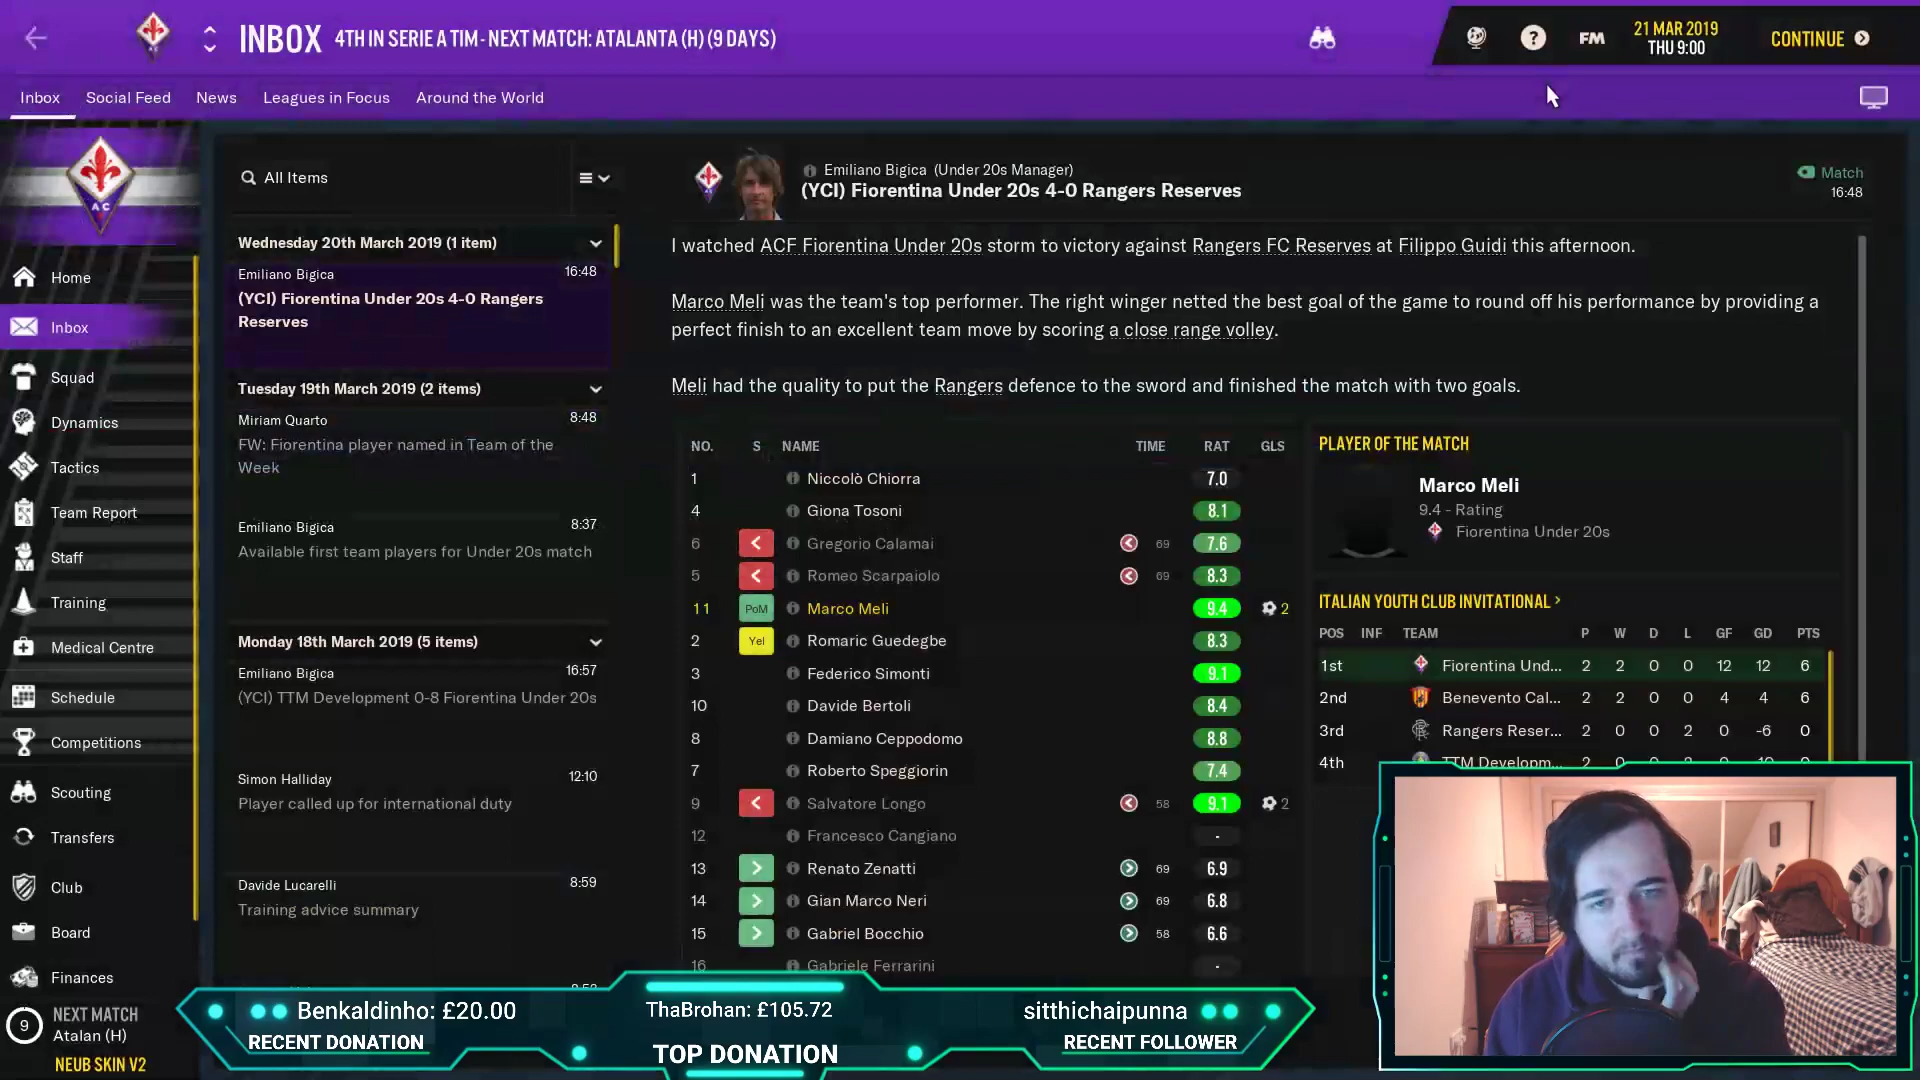 INBOX 4TH IN SERIE A TIM - NEXT MATCH: ATALANTA (H) (9 DAYS)
FM
21 MAR 2019
THU 9:00
CONTINUE
Inbox Social Feed News Leagues in Focus Around the World
Home
Inbox
Squad
Dynamics
Tactics
Team Report
Staff
Training
Medical Centre
Schedule
Competitions
Scouting
Transfers
Club
Board
Finances
9 NEXT MATCH
Atalan (H)
NEUB SKIN V2
All Items
Wednesday 20th March 2019 (1 item)
Emiliano Bigica 16:48
(YCI) Fiorentina Under 20s 4-0 Rangers
Reserves
Tuesday 19th March 2019 (2 items)
Miriam Quarto 8:48
FW: Fiorentina player named in Team of the
Week
Emiliano Bigica 8:37
Available first team players for Under 20s match
Monday 18th March 2019 (5 items)
Emiliano Bigica 16:57
(YCI) TTM Development 0-8 Fiorentina Under 20s
Simon Halliday 12:10
Player called up for international duty
Davide Lucarelli 8:59
Training advice summary
Emiliano Bigica (Under 20s Manager)
(YCI) Fiorentina Under 20s 4-0 Rangers Reserves
Match
16:48
I watched ACF Fiorentina Under 20s storm to victory against Rangers FC Reserves at Filippo Guidi this afternoon.
Marco Meli was the team's top performer. The right winger netted the best goal of the game to round off his performance by providing a
perfect finish to an excellent team move by scoring a close range volley.
Meli had the quality to put the Rangers defence to the sword and finished the match with two goals.
NO. S NAME TIME RAT GLS
1 Niccolò Chiorra 7.0
4 Giona Tosoni 8.1
6 Gregorio Calamai 69 7.6
5 Romeo Scarpaiolo 69 8.3
11 PoM Marco Meli 9.4 2
2 Yel Romaric Guedegbe 8.3
3 Federico Simonti 9.1
10 Davide Bertoli 8.4
8 Damiano Ceppodomo 8.8
7 Roberto Speggiorin 7.4
9 Salvatore Longo 58 9.1 2
12 Francesco Cangiano -
13 Renato Zenatti 69 6.9
14 Gian Marco Neri 69 6.8
15 Gabriel Bocchio 58 6.6
16 Gabriele Ferrarini -
PLAYER OF THE MATCH
Marco Meli
9.4 - Rating
Fiorentina Under 20s
ITALIAN YOUTH CLUB INVITATIONAL
POS INF TEAM P W D L GF GD PTS
1st Fiorentina Und... 2 2 0 0 12 12 6
2nd Benevento Cal... 2 2 0 0 4 4 6
3rd Rangers Reser... 2 0 0 2 0 -6 0
4th TTM Developm... 2
Benkaldinho: £20.00
RECENT DONATION
ThaBrohan: £105.72
TOP DONATION
sitthichaipunna
RECENT FOLLOWER